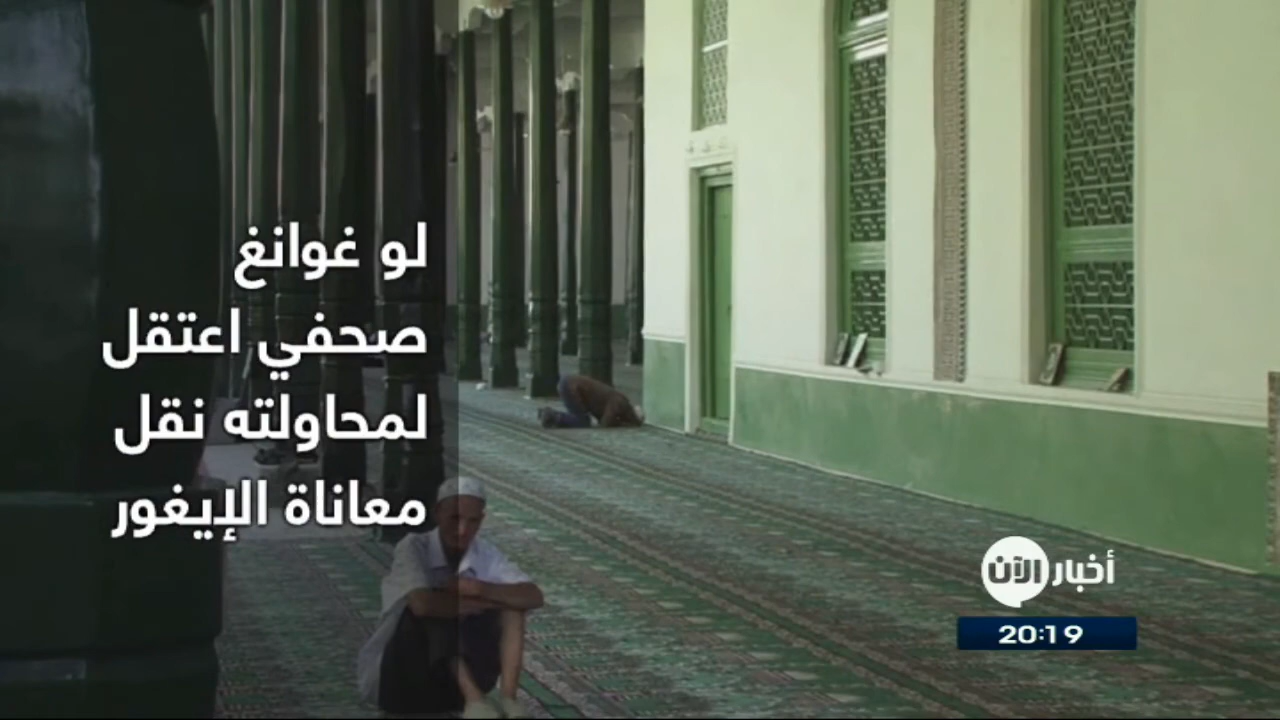 لو غوانغ
صحفي اعتقل
لمحاولته نقل
معاناة الإيغور
أخبار الآن
20:19